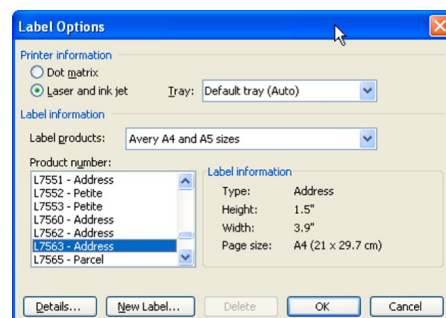 Label Options
Printer information
Dot matrix
Laser and ink jet Tray: Default tray (Auto)
Label information
Label products: Avery A4 and A5 sizes
Product number:
L7551 - Address
L7552 - Petite
L7553 - Petite
L7560 - Address
L7562 - Address
L7563 - Address
L7565 - Parcel
Label information
Type: Address
Height: 1.5"
Width: 3.9"
Page size: A4 (21 x 29.7 cm)
Details... New Label... Delete OK Cancel